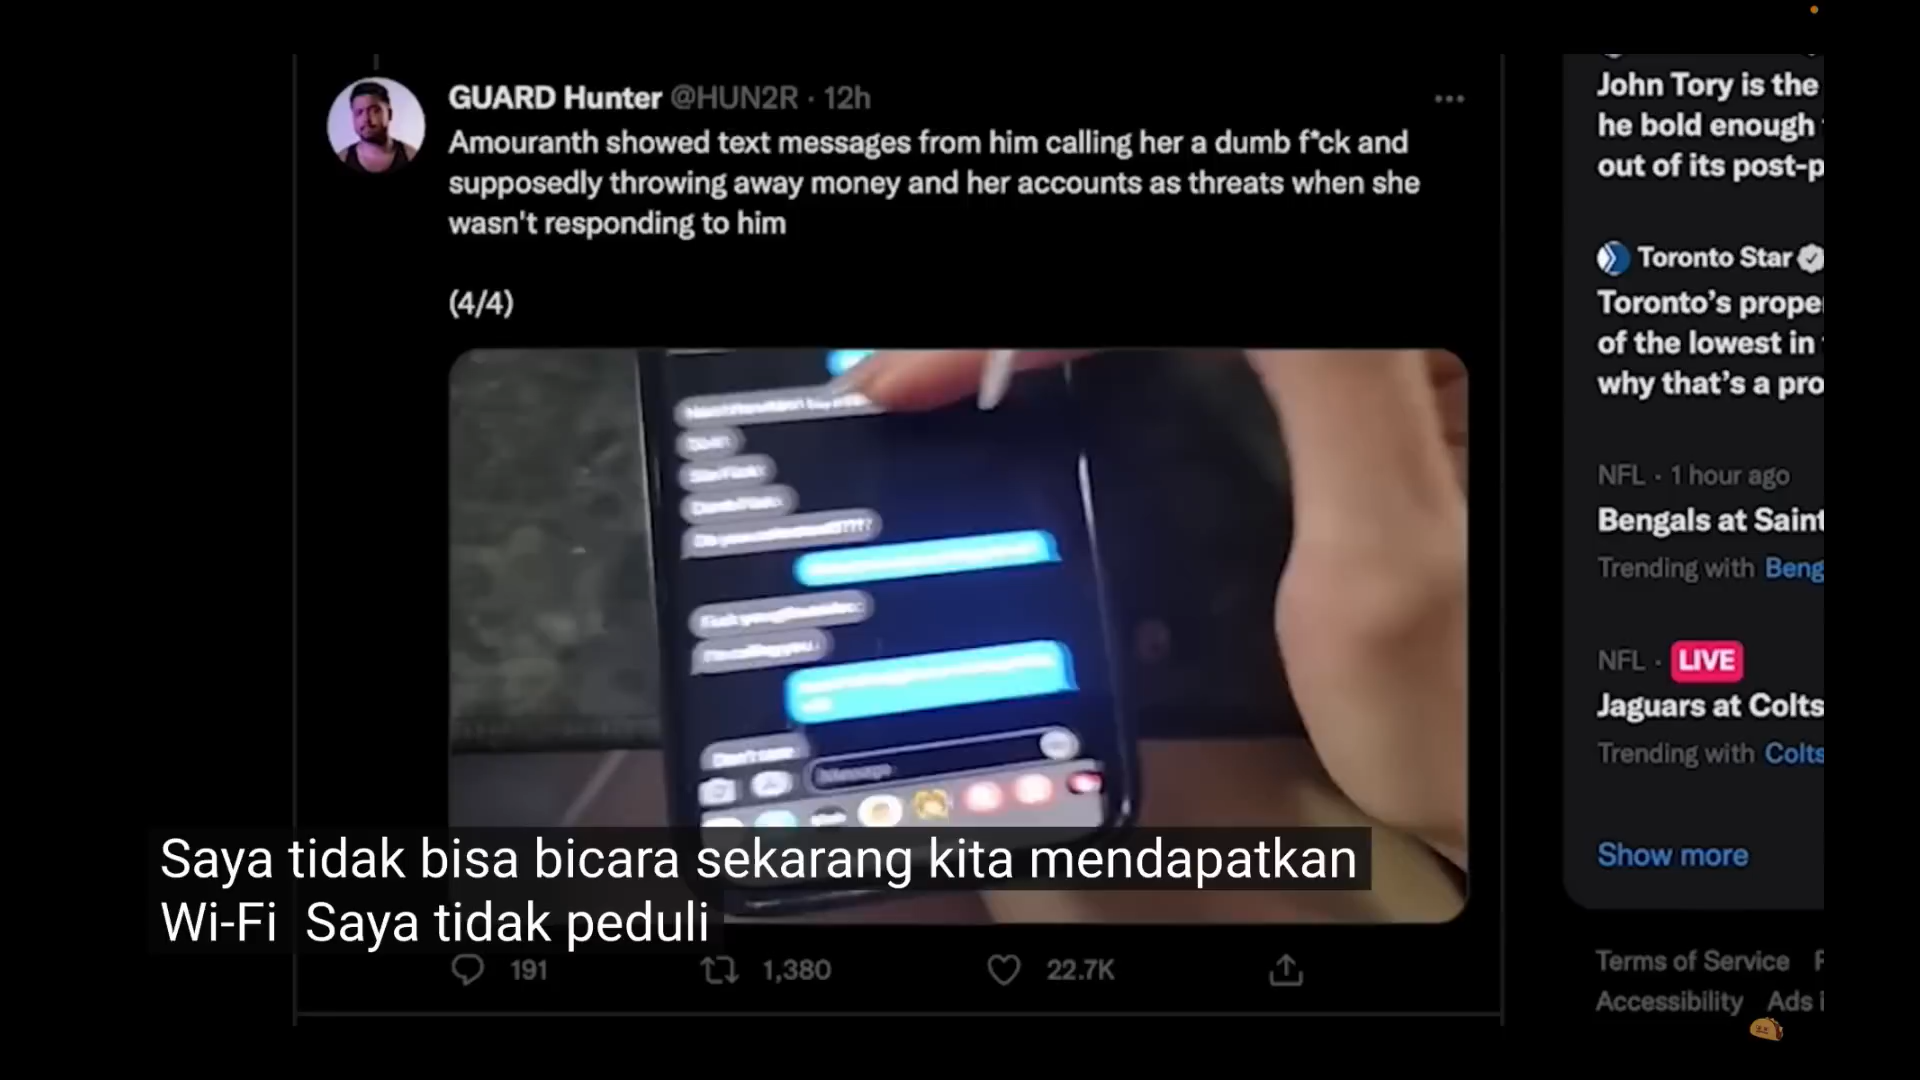 GUARD Hunter @HUN2R · 12h
Amouranth showed text messages from him calling her a dumb f*ck and
supposedly throwing away money and her accounts as threats when she
wasn't responding to him
(4/4)
Don't care
iMessage
Saya tidak bisa bicara sekarang kita mendapatkan
Wi-Fi Saya tidak peduli
191
1,380
22.7K
John Tory is the
he bold enough
out of its post-p
Toronto Star
Toronto's prope
of the lowest in
why that's a pro
NFL · 1 hour ago
Bengals at Saint
Trending with Beng
NFL · LIVE
Jaguars at Colts
Trending with Colts
Show more
Terms of Service
Accessibility Ads i